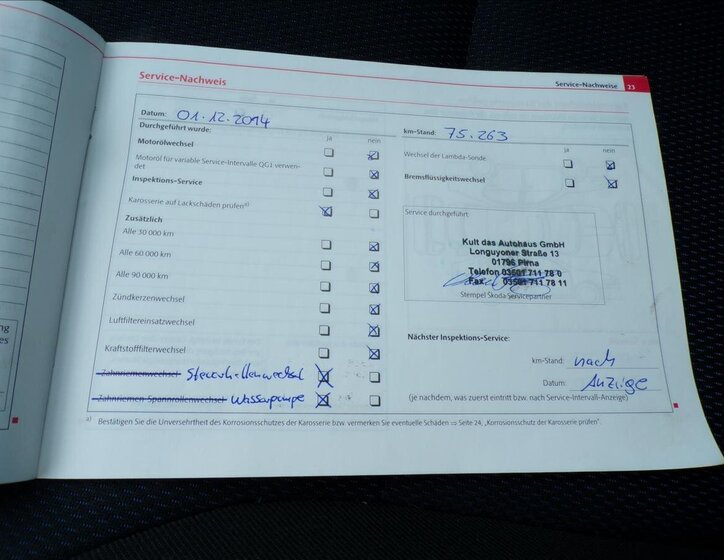 Service-Nachweis
Service-Nachweise 23
Datum: 01.12.2014
Durchgeführt wurde:
ja nein
Motorölwechsel
Motoröl für variable Service-Intervalle QG1 verwen-
det
Inspektions-Service
Karosserie auf Lackschäden prüfen a)
Zusätzlich
Alle 30 000 km
Alle 60 000 km
Alle 90 000 km
Zündkerzenwechsel
Luftfiltereinsatzwechsel
Kraftstofffilterwechsel
Zahnriemenwechsel Steuerkettenwechsel
Zahnriemen-Spannrollenwechsel Wasserpumpe
km-Stand: 75.263
ja nein
Wechsel der Lambda-Sonde
Bremsflüssigkeitswechsel
Service durchgeführt
Kult das Autohaus GmbH
Longuyoner Straße 13
01796 Pirna
Telefon 03501 711 78 0
Fax 03501 711 78 11
Stempel Škoda Servicepartner
Nächster Inspektions-Service:
km-Stand: nach
Datum: Anzeige
(je nachdem, was zuerst eintritt bzw. nach Service-Intervall-Anzeige)
a) Bestätigen Sie die Unversehrtheit des Korrosionsschutzes der Karosserie bzw. vermerken Sie eventuelle Schäden ⇒ Seite 24, „Korrosionsschutz der Karosserie prüfen".